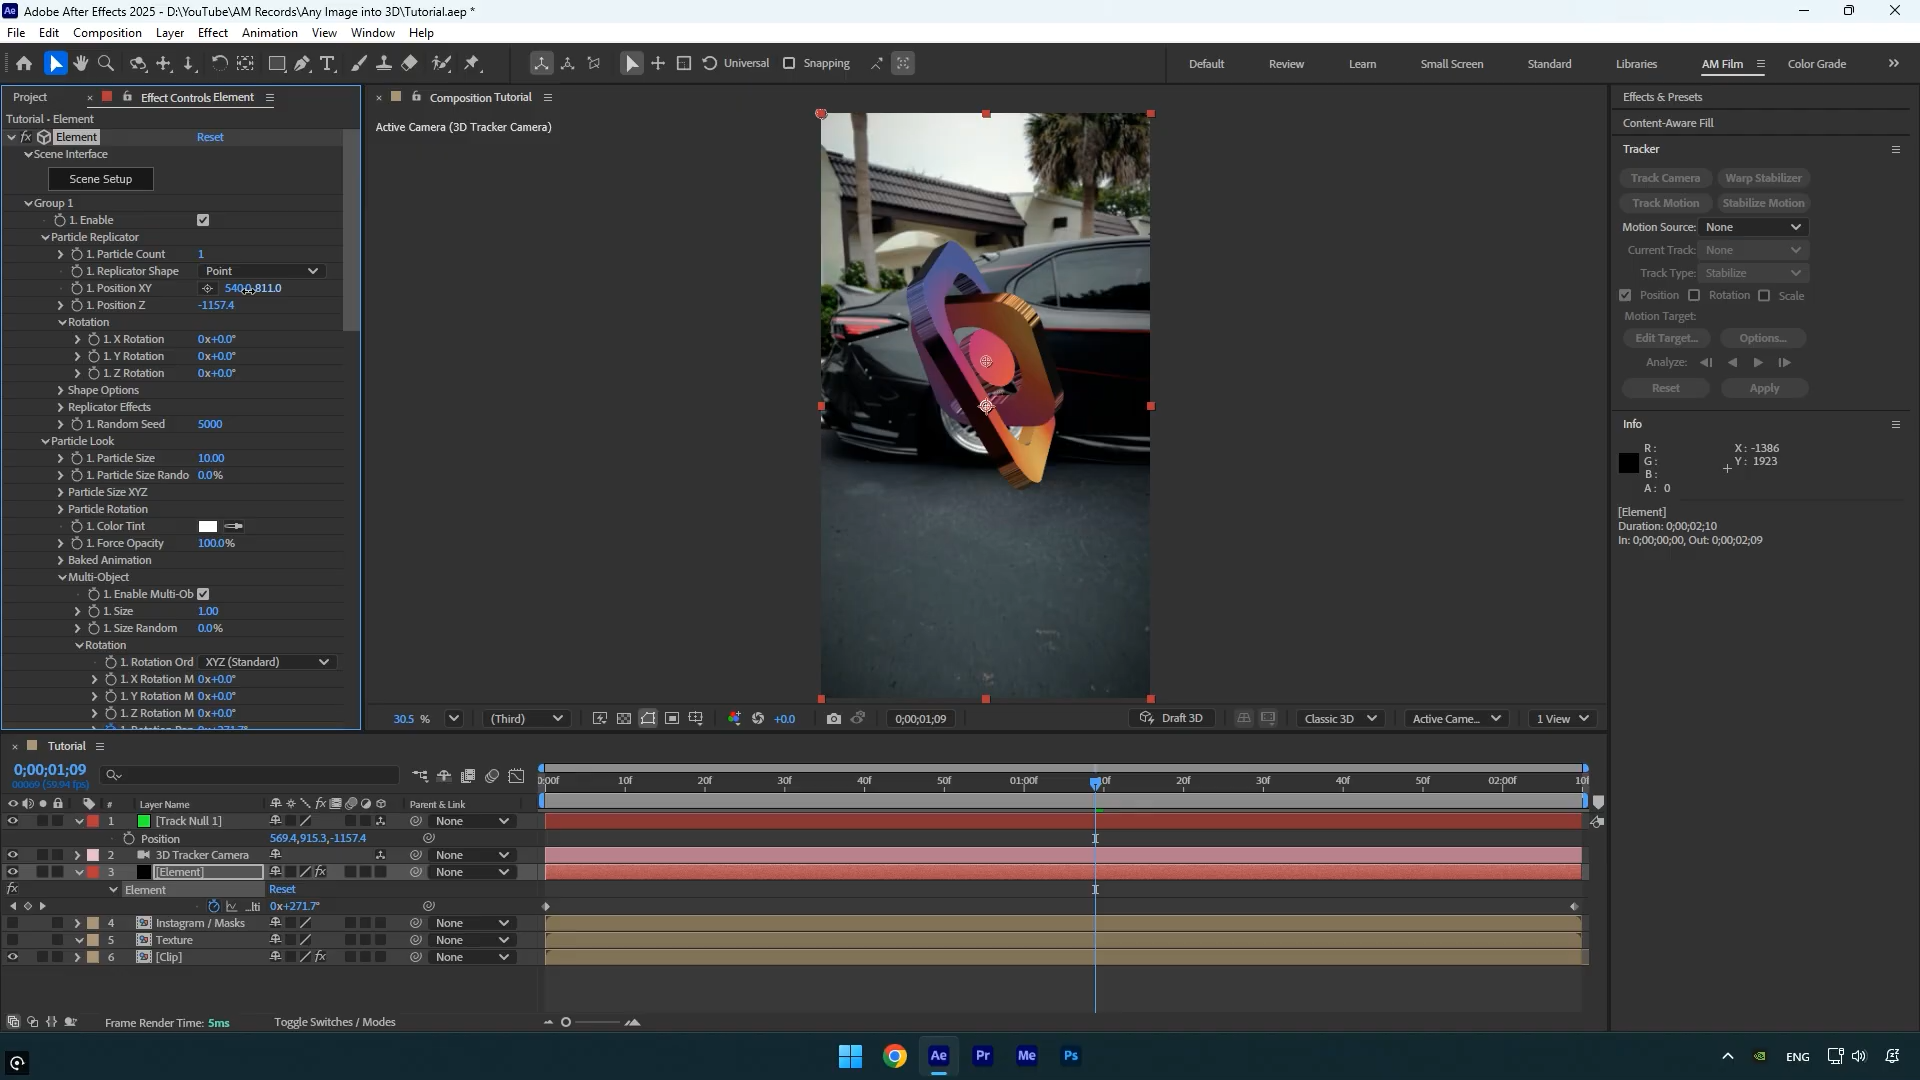 Adobe After Effects 2025 - D:\YouTube\AM Records\Any Image into 3D\Tutorial.aep *
File Edit Composition Layer Effect Animation View Window Help
Universal Snapping Default Review Learn Small Screen Standard Libraries AM Film Color Grade
Project Effect Controls Element
Tutorial - Element
fx Element Reset
Scene Interface
Scene Setup
Group 1
1. Enable
Particle Replicator
1. Particle Count 1
1. Replicator Shape Point
1. Position XY 540.0,811.0
1. Position Z -1157.4
Rotation
1. X Rotation 0x+0.0°
1. Y Rotation 0x+0.0°
1. Z Rotation 0x+0.0°
Shape Options
Replicator Effects
1. Random Seed 5000
Particle Look
1. Particle Size 10.00
1. Particle Size Rando 0.0%
Particle Size XYZ
Particle Rotation
1. Color Tint
1. Force Opacity 100.0%
Baked Animation
Multi-Object
1. Enable Multi-Ob
1. Size 1.00
1. Size Random 0.0%
Rotation
1. Rotation Ord XYZ (Standard)
1. X Rotation M 0x+0.0°
1. Y Rotation M 0x+0.0°
1. Z Rotation M 0x+0.0°
Composition Tutorial
Active Camera (3D Tracker Camera)
30.5 % (Third) +0.0 0;00;01;09 Draft 3D Classic 3D Active Came... 1 View
Effects & Presets
Content-Aware Fill
Tracker
Track Camera Warp Stabilizer
Track Motion Stabilize Motion
Motion Source: None
Current Track: None
Track Type: Stabilize
Position Rotation Scale
Motion Target:
Edit Target... Options...
Analyze:
Reset Apply
Info
R: X: -1386
G: Y: 1923
B:
A: 0
[Element]
Duration: 0;00;02;10
In: 0;00;00;00, Out: 0;00;02;09
Tutorial
0;00;01;09
00069 (59.94 fps)
0:00f 10f 20f 30f 40f 50f 01:00f 10f 20f 30f 40f 50f 02:00f 10f
# Layer Name fx Parent & Link
1 [Track Null 1] None
Position 569.4,915.3,-1157.4
2 3D Tracker Camera None
3 [Element] fx None
fx Element Reset
...lti 0x+271.7°
4 Instagram / Masks None
5 Texture None
6 [Clip] fx None
Frame Render Time: 5ms Toggle Switches / Modes
Ae Pr Me Ps
ENG